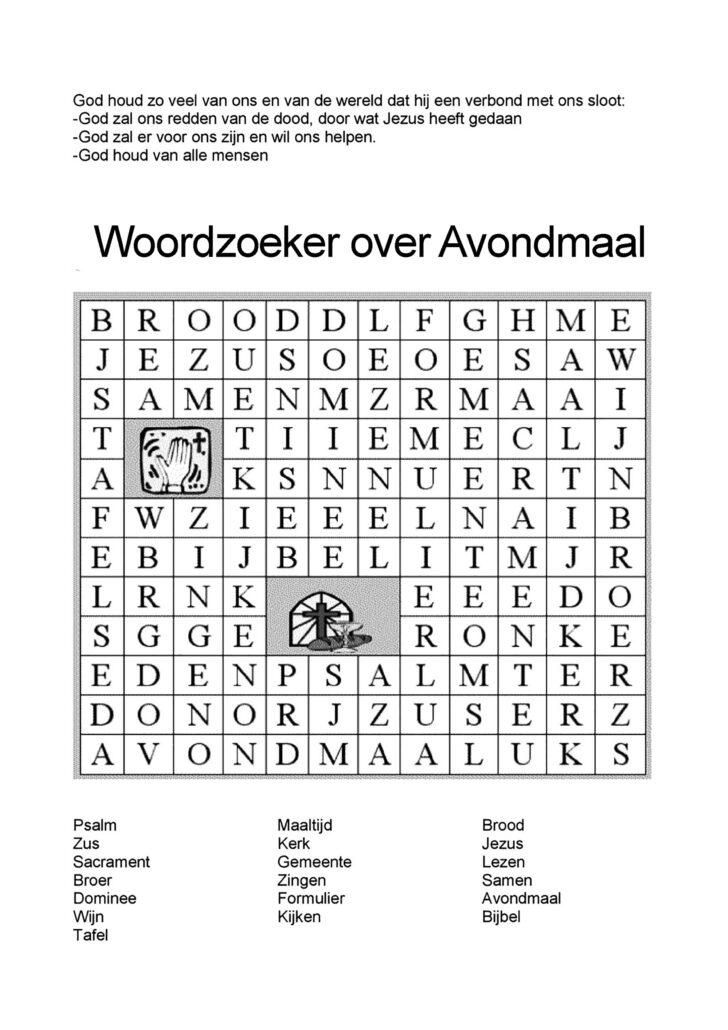 God houd zo veel van ons en van de wereld dat hij een verbond met ons sloot:
-God zal ons redden van de dood, door wat Jezus heeft gedaan
-God zal er voor ons zijn en wil ons helpen.
-God houd van alle mensen
Woordzoeker over Avondmaal
B R O O D D L F G H M E
J E Z U S O E O E S A W
S A M E N M Z R M A A I
T T I I E M E C L J
A K S N N U E R T N
F W Z I E E E L N A I B
E B I J B E L I T M J R
L R N K E E E D O
S G G E R O N K E
E D E N P S A L M T E R
D O N O R J Z U S E R Z
A V O N D M A A L U K S
Psalm Maaltijd Brood
Zus Kerk Jezus
Sacrament Gemeente Lezen
Broer Zingen Samen
Dominee Formulier Avondmaal
Wijn Kijken Bijbel
Tafel